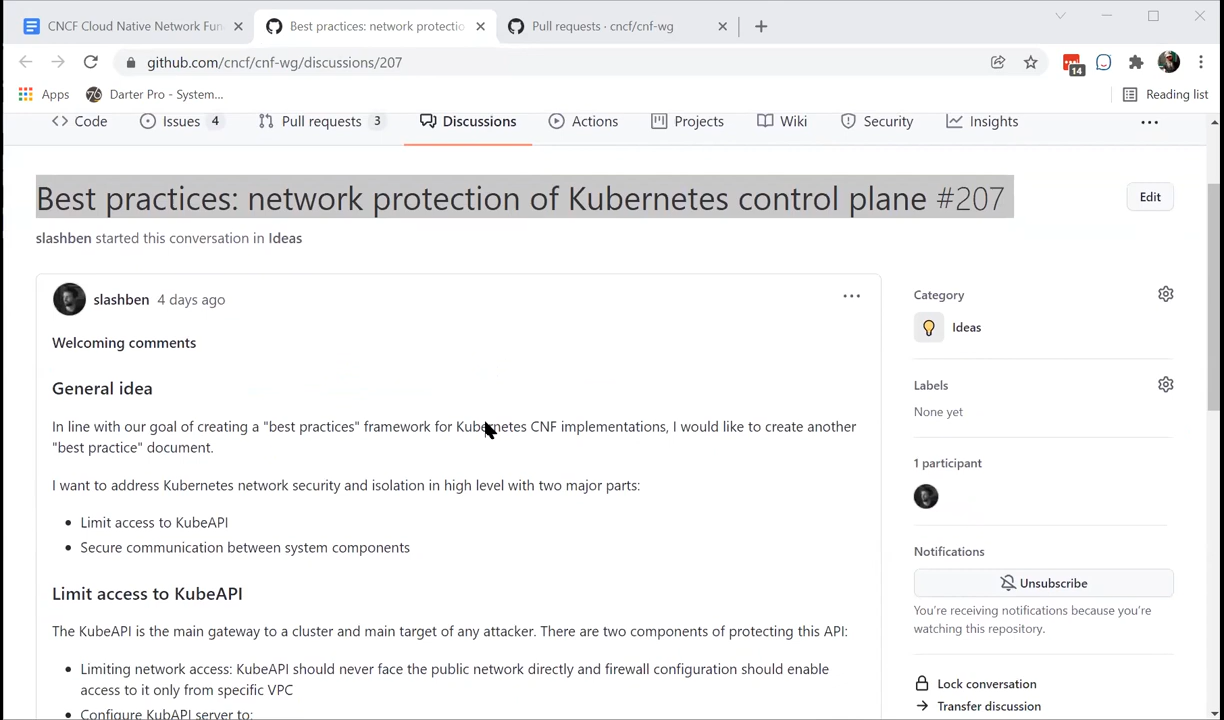 CNCF Cloud Native Network Fun
Best practices: network protectio
Pull requests · cncf/cnf-wg
github.com/cncf/cnf-wg/discussions/207
14
Apps
Darter Pro - System...
Reading list
Code
Issues 4
Pull requests 3
Discussions
Actions
Projects
Wiki
Security
Insights
Best practices: network protection of Kubernetes control plane #207
Edit
slashben started this conversation in Ideas
slashben 4 days ago
Welcoming comments
General idea
In line with our goal of creating a "best practices" framework for Kubernetes CNF implementations, I would like to create another
"best practice" document.
I want to address Kubernetes network security and isolation in high level with two major parts:
Limit access to KubeAPI
Secure communication between system components
Limit access to KubeAPI
The KubeAPI is the main gateway to a cluster and main target of any attacker. There are two components of protecting this API:
Limiting network access: KubeAPI should never face the public network directly and firewall configuration should enable
access to it only from specific VPC
Configure KubAPI server to:
Category
Ideas
Labels
None yet
1 participant
Notifications
Unsubscribe
You're receiving notifications because you're
watching this repository.
Lock conversation
Transfer discussion